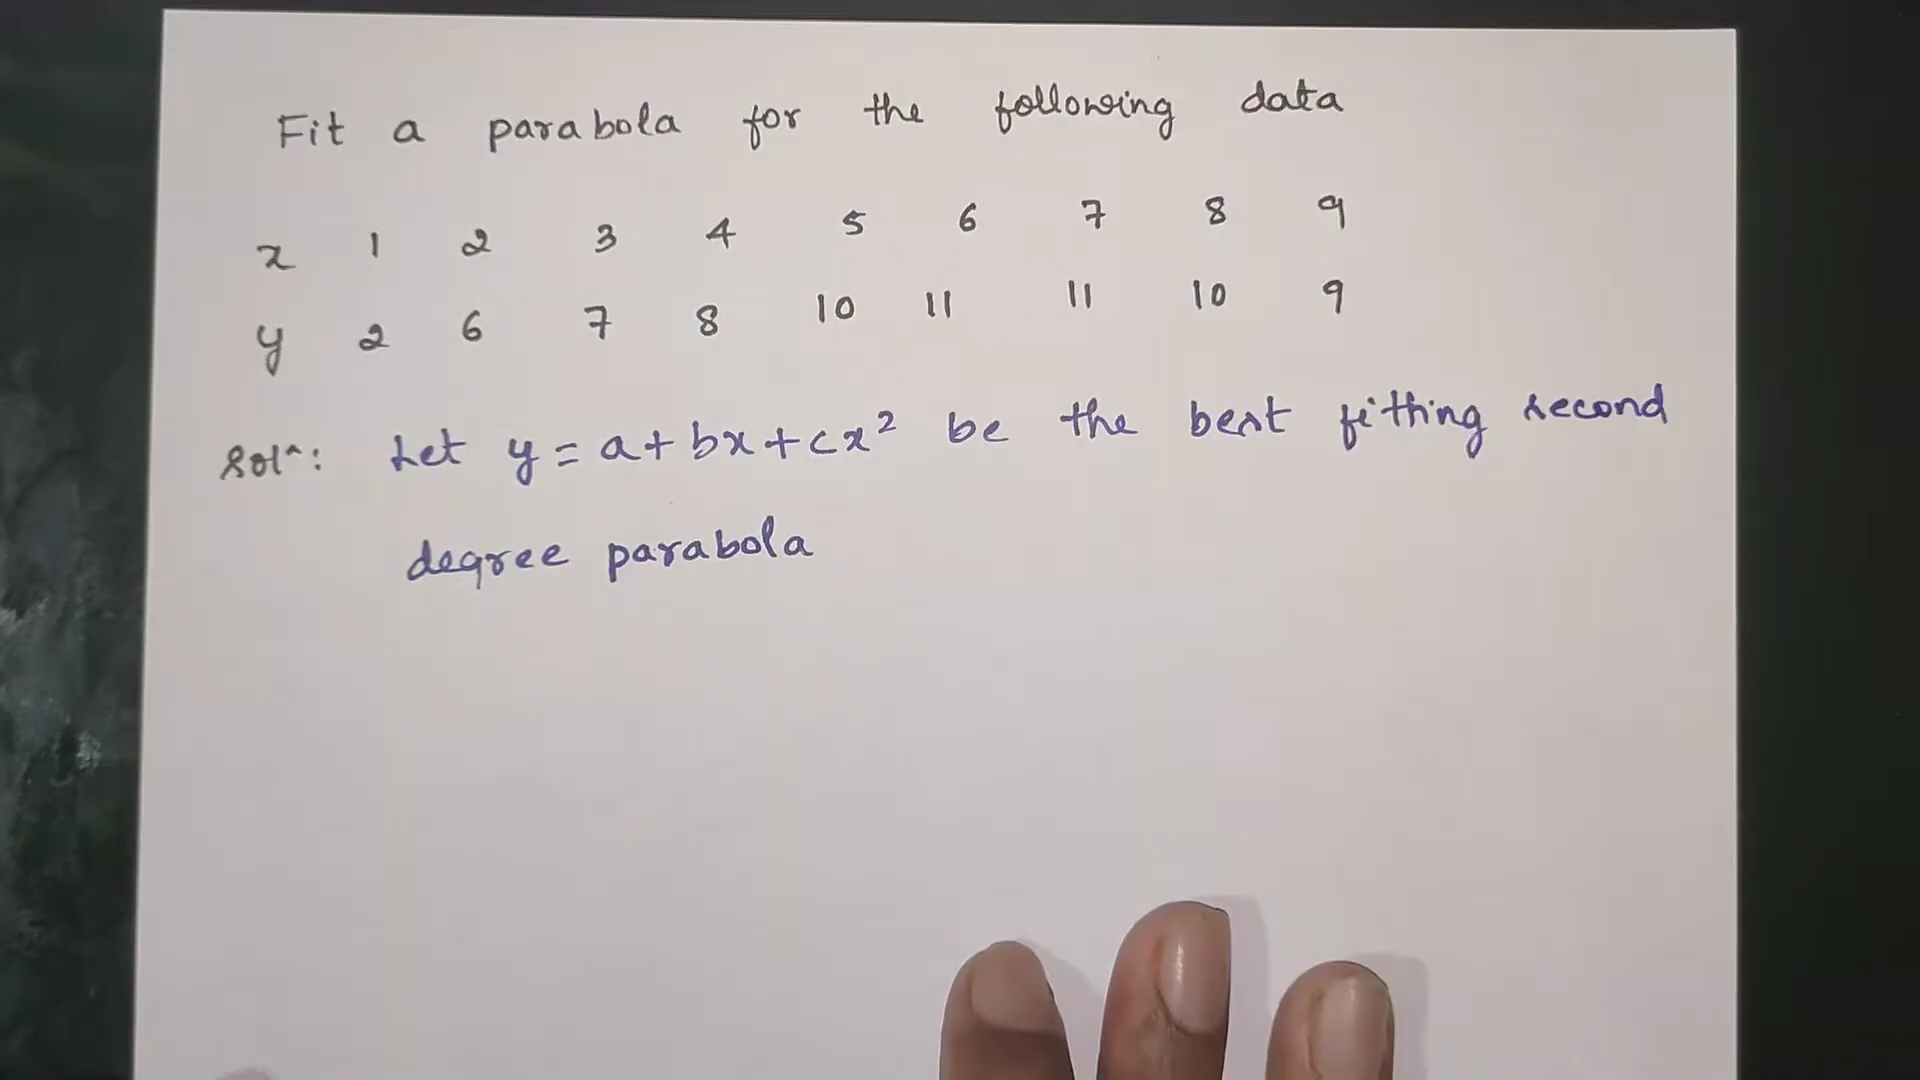 Fit a parabola for the following data
x 1 2 3 4 5 6 7 8 9
y 2 6 7 8 10 11 11 10 9
Solⁿ: Let y = a + bx + cx² be the best fitting second
degree parabola